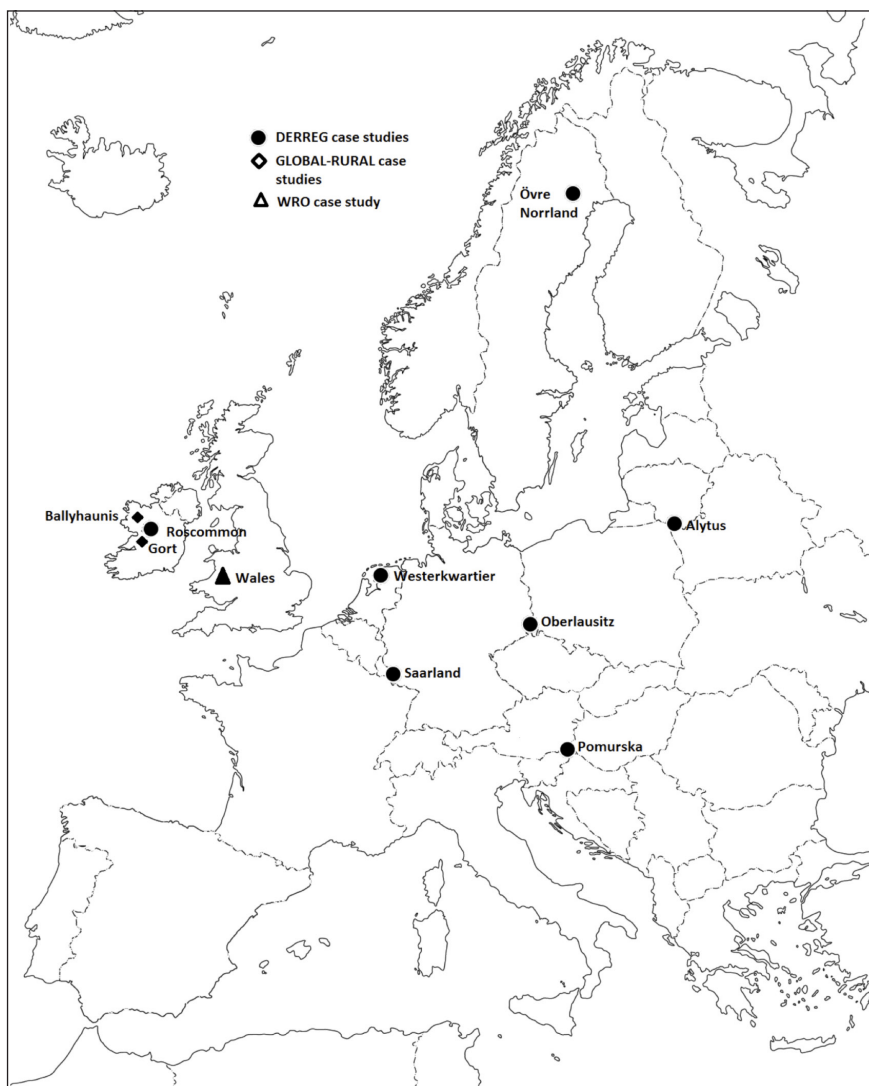 DERREG case studies
GLOBAL-RURAL case
studies
WRO case study
Övre
Norrland
Ballyhaunis
Roscommon
Gort
Alytus
Wales
Westerkwartier
Oberlausitz
Saarland
Pomurska